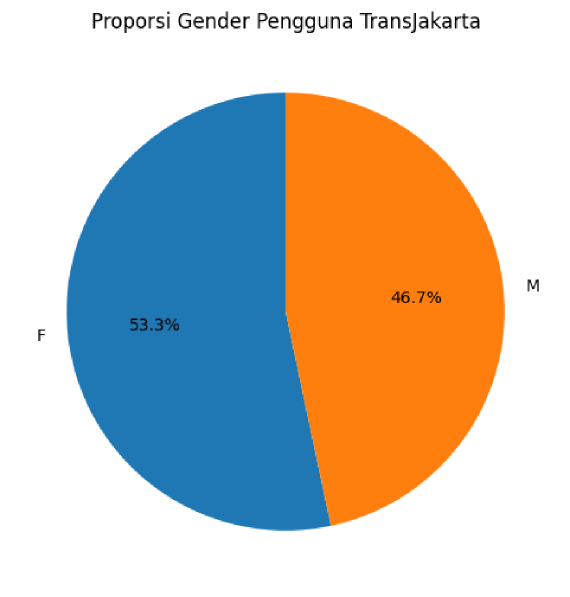 Proporsi Gender Pengguna TransJakarta
M
46.7%
53.3%
F